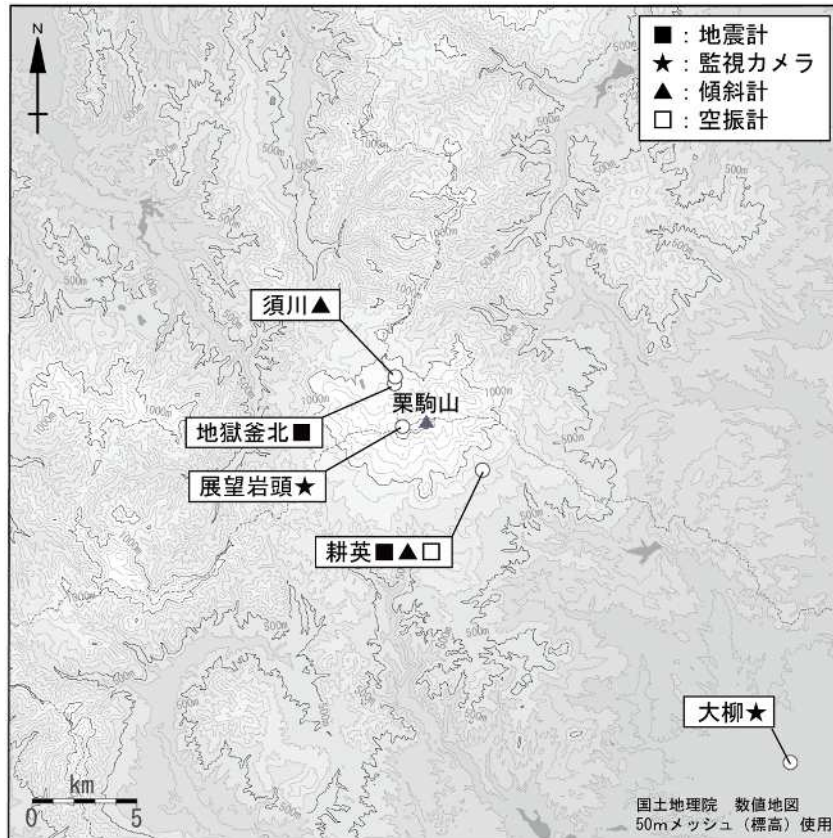 N
■：地震計
★：監視カメラ
▲：傾斜計
□：空振計
須川▲
栗駒山
地獄釜北■
展望岩頭★
耕英■▲□
大柳★
km
0 5
国土地理院 数値地図
50mメッシュ（標高）使用
500m
1000m